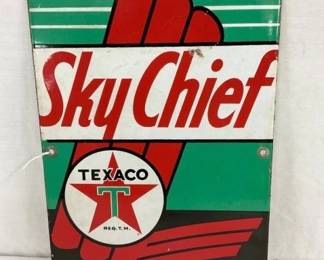 Sky Chief
TEXACO
T
REG. T. M.